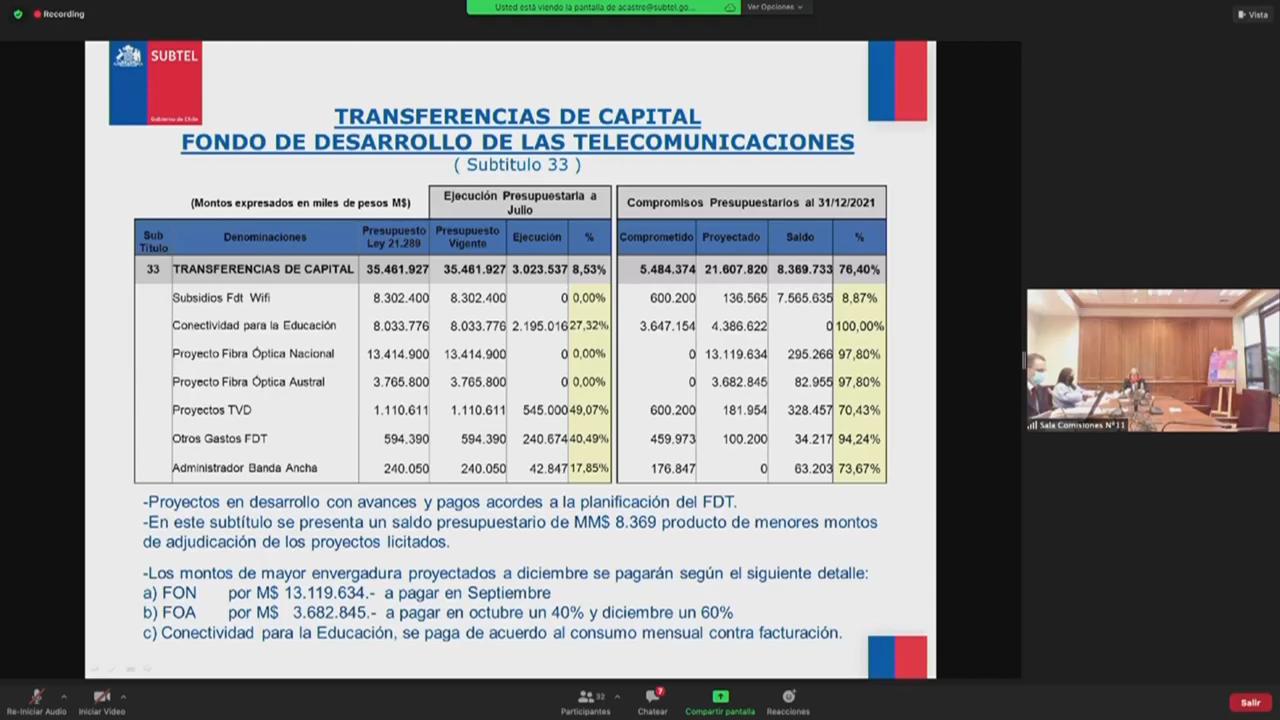 Recording
Usted está viendo la pantalla de acastre@subtel.go...
Ver Opciones
Vista
SUBTEL
Gobierno de Chile
TRANSFERENCIAS DE CAPITAL
FONDO DE DESARROLLO DE LAS TELECOMUNICACIONES
( Subtitulo 33 )
(Montos expresados en miles de pesos M$) Ejecución Presupuestaria a Julio Compromisos Presupuestarios al 31/12/2021
Sub Titulo Denominaciones Presupuesto Ley 21.289 Presupuesto Vigente Ejecución % Comprometido Proyectado Saldo %
33 TRANSFERENCIAS DE CAPITAL 35.461.927 35.461.927 3.023.537 8,53% 5.484.374 21.607.820 8.369.733 76,40%
Subsidios Fdt Wifi 8.302.400 8.302.400 0 0,00% 600.200 136.565 7.565.635 8,87%
Conectividad para la Educación 8.033.776 8.033.776 2.195.016 27,32% 3.647.154 4.386.622 0 100,00%
Proyecto Fibra Óptica Nacional 13.414.900 13.414.900 0 0,00% 0 13.119.634 295.266 97,80%
Proyecto Fibra Óptica Austral 3.765.800 3.765.800 0 0,00% 0 3.682.845 82.955 97,80%
Proyectos TVD 1.110.611 1.110.611 545.000 49,07% 600.200 181.954 328.457 70,43%
Otros Gastos FDT 594.390 594.390 240.674 40,49% 459.973 100.200 34.217 94,24%
Administrador Banda Ancha 240.050 240.050 42.847 17,85% 176.847 0 63.203 73,67%
-Proyectos en desarrollo con avances y pagos acordes a la planificación del FDT.
-En este subtítulo se presenta un saldo presupuestario de MM$ 8.369 producto de menores montos
de adjudicación de los proyectos licitados.
-Los montos de mayor envergadura proyectados a diciembre se pagarán según el siguiente detalle:
a) FON por M$ 13.119.634.- a pagar en Septiembre
b) FOA por M$ 3.682.845.- a pagar en octubre un 40% y diciembre un 60%
c) Conectividad para la Educación, se paga de acuerdo al consumo mensual contra facturación.
Sala Comisiones N°11
Re-Iniciar Audio
Iniciar Video
32
Participantes
7
Chatear
Compartir pantalla
Reacciones
Salir